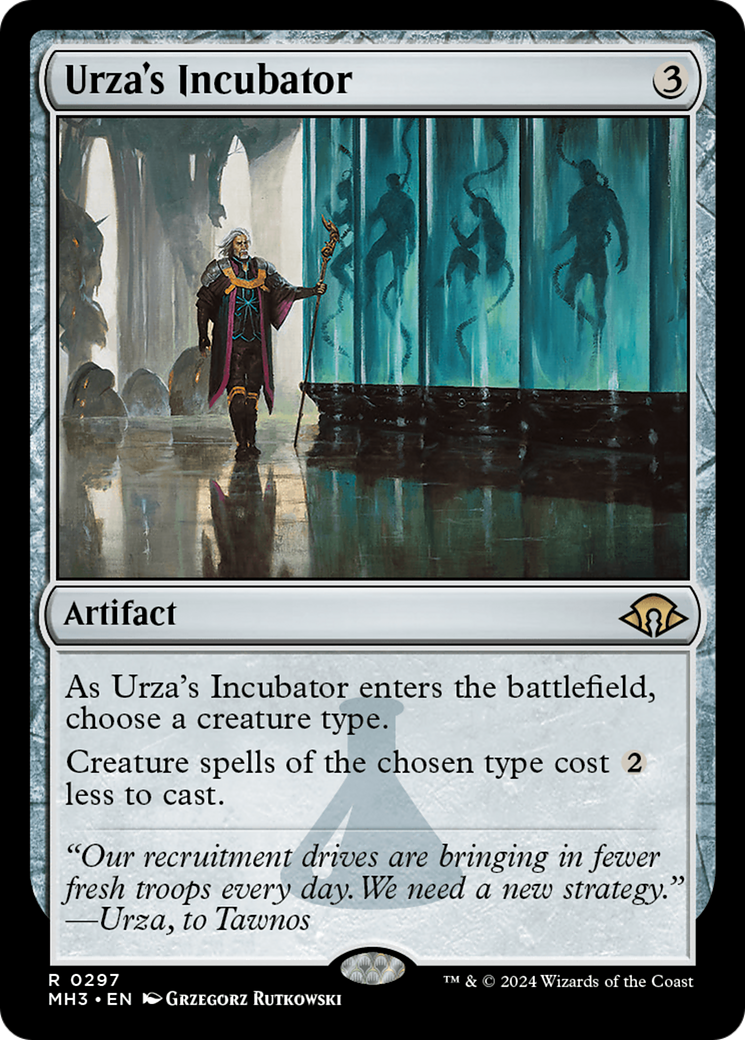 Urza's Incubator 3
Artifact
As Urza's Incubator enters the battlefield,
choose a creature type.
Creature spells of the chosen type cost 2
less to cast.
“Our recruitment drives are bringing in fewer
fresh troops every day. We need a new strategy.”
—Urza, to Tawnos
R 0297
MH3 • EN Grzegorz Rutkowski
™ & © 2024 Wizards of the Coast